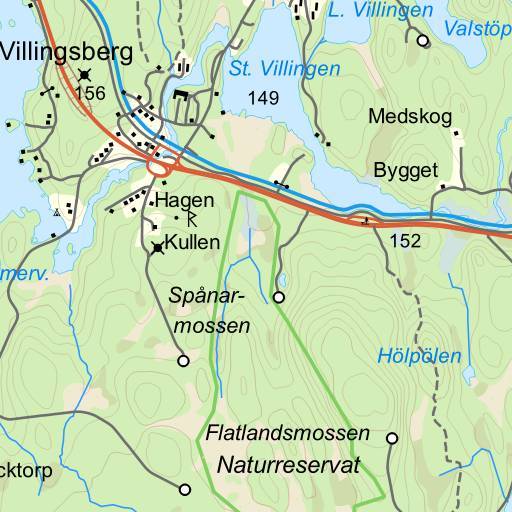 L. Villingen
Valstöp
Villingsberg
St. Villingen
156
149
Medskog
Bygget
Hagen
Kullen
152
merv.
Spånar-
mossen
Hölpölen
Flatlandsmossen
Naturreservat
cktorp